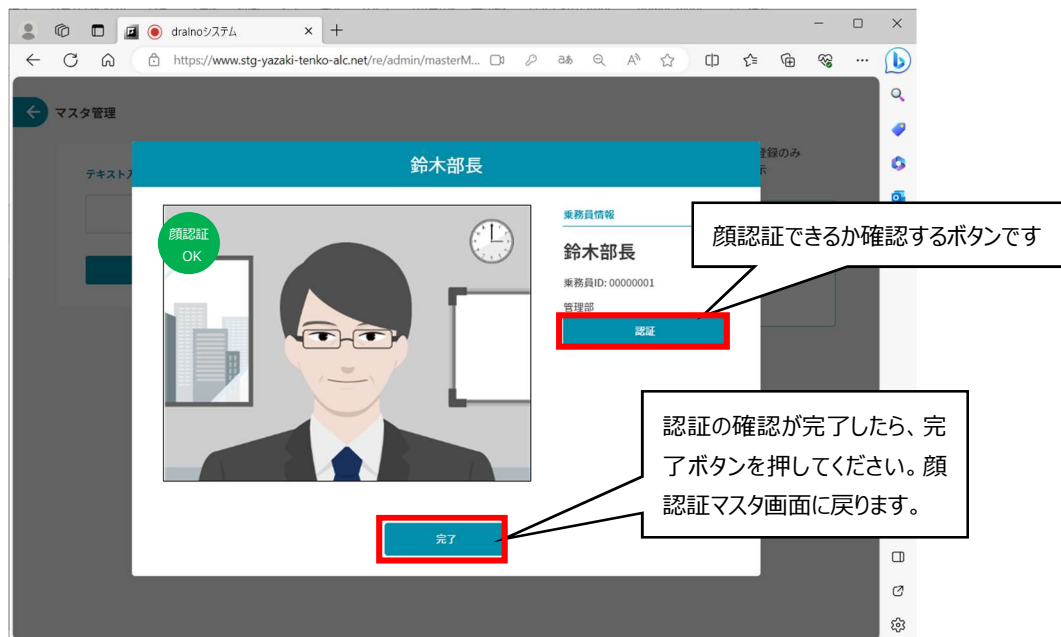 dralnoシステム
https://www.stg-yazaki-tenko-alc.net/re/admin/masterM...
マスタ管理
登録のみ
テキスト入
鈴木部長
顔認証
OK
乗務員情報
鈴木部長
乗務員ID: 00000001
管理部
認証
顔認証できるか確認するボタンです
認証の確認が完了したら、完
了ボタンを押してください。顔
認証マスタ画面に戻ります。
完了